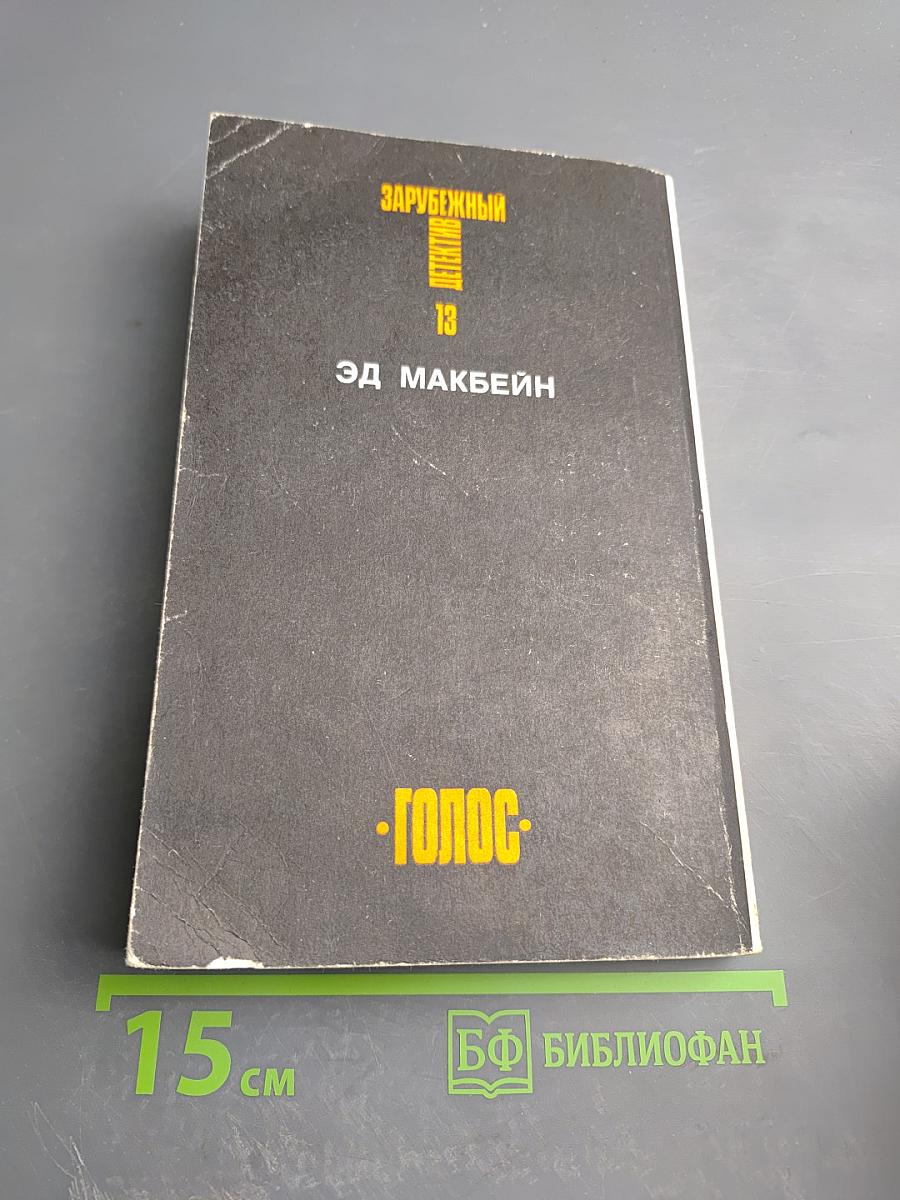 ЗАРУБЕЖНЫЙ
ДЕТЕКТИВ
13
ЭД МАКБЕЙН
·ГОЛОС·
15 см
БФ БИБЛИОФАН